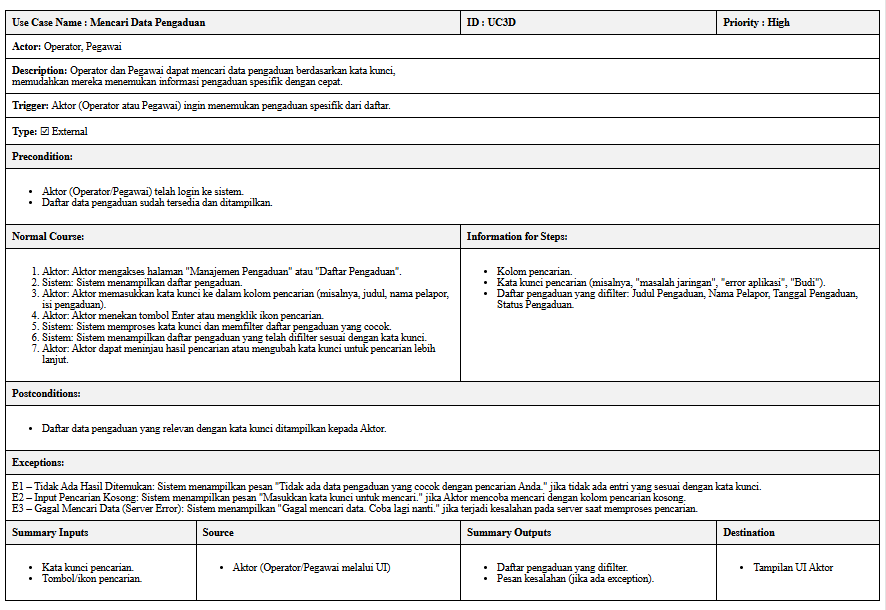 Use Case Name : Mencari Data Pengaduan
ID : UC3D
Priority : High
Actor: Operator, Pegawai
Description: Operator dan Pegawai dapat mencari data pengaduan berdasarkan kata kunci,
memudahkan mereka menemukan informasi pengaduan spesifik dengan cepat.
Trigger: Aktor (Operator atau Pegawai) ingin menemukan pengaduan spesifik dari daftar.
Type: ☑ External
Precondition:
• Aktor (Operator/Pegawai) telah login ke sistem.
• Daftar data pengaduan sudah tersedia dan ditampilkan.
Normal Course:
1. Aktor: Aktor mengakses halaman "Manajemen Pengaduan" atau "Daftar Pengaduan".
2. Sistem: Sistem menampilkan daftar pengaduan.
3. Aktor: Aktor memasukkan kata kunci ke dalam kolom pencarian (misalnya, judul, nama pelapor,
isi pengaduan).
4. Aktor: Aktor menekan tombol Enter atau mengklik ikon pencarian.
5. Sistem: Sistem memproses kata kunci dan memfilter daftar pengaduan yang cocok.
6. Sistem: Sistem menampilkan daftar pengaduan yang telah difilter sesuai dengan kata kunci.
7. Aktor: Aktor dapat meninjau hasil pencarian atau mengubah kata kunci untuk pencarian lebih
lanjut.
Information for Steps:
• Kolom pencarian.
• Kata kunci pencarian (misalnya, "masalah jaringan", "error aplikasi", "Budi").
• Daftar pengaduan yang difilter: Judul Pengaduan, Nama Pelapor, Tanggal Pengaduan,
Status Pengaduan.
Postconditions:
• Daftar data pengaduan yang relevan dengan kata kunci ditampilkan kepada Aktor.
Exceptions:
E1 – Tidak Ada Hasil Ditemukan: Sistem menampilkan pesan "Tidak ada data pengaduan yang cocok dengan pencarian Anda." jika tidak ada entri yang sesuai dengan kata kunci.
E2 – Input Pencarian Kosong: Sistem menampilkan pesan "Masukkan kata kunci untuk mencari." jika Aktor mencoba mencari dengan kolom pencarian kosong.
E3 – Gagal Mencari Data (Server Error): Sistem menampilkan "Gagal mencari data. Coba lagi nanti." jika terjadi kesalahan pada server saat memproses pencarian.
Summary Inputs
Source
Summary Outputs
Destination
• Kata kunci pencarian.
• Tombol/ikon pencarian.
• Aktor (Operator/Pegawai melalui UI)
• Daftar pengaduan yang difilter.
• Pesan kesalahan (jika ada exception).
• Tampilan UI Aktor